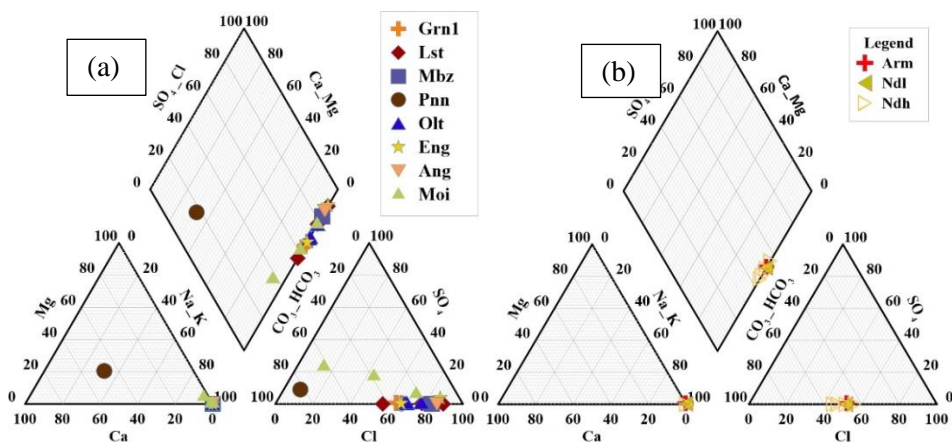 (a)
100 100
80 80
60 60
40 40
20 20
0 0
SO₄_Cl
Ca_Mg
Grn1
Lst
Mbz
Pnn
Olt
Eng
Ang
Moi
100 0
80 20
60 40
40 60
20 80
0 100
Mg
Na_K
100 80 60 40 20 0
Ca
CO₃_HCO₃
100 0
80 20
60 40
40 60
20 80
0 100
SO₄
0 20 40 60 80 100
Cl
(b)
100 100
80 80
60 60
40 40
20 20
0 0
SO₄
Ca_Mg
Legend
Arm
Ndl
Ndh
100 0
80 20
60 40
40 60
20 80
0 100
Mg
Na_K
100 80 60 40 20 0
Ca
CO₃_HCO₃
100 0
80 20
60 40
40 60
20 80
0 100
SO₄
0 20 40 60 80 100
Cl